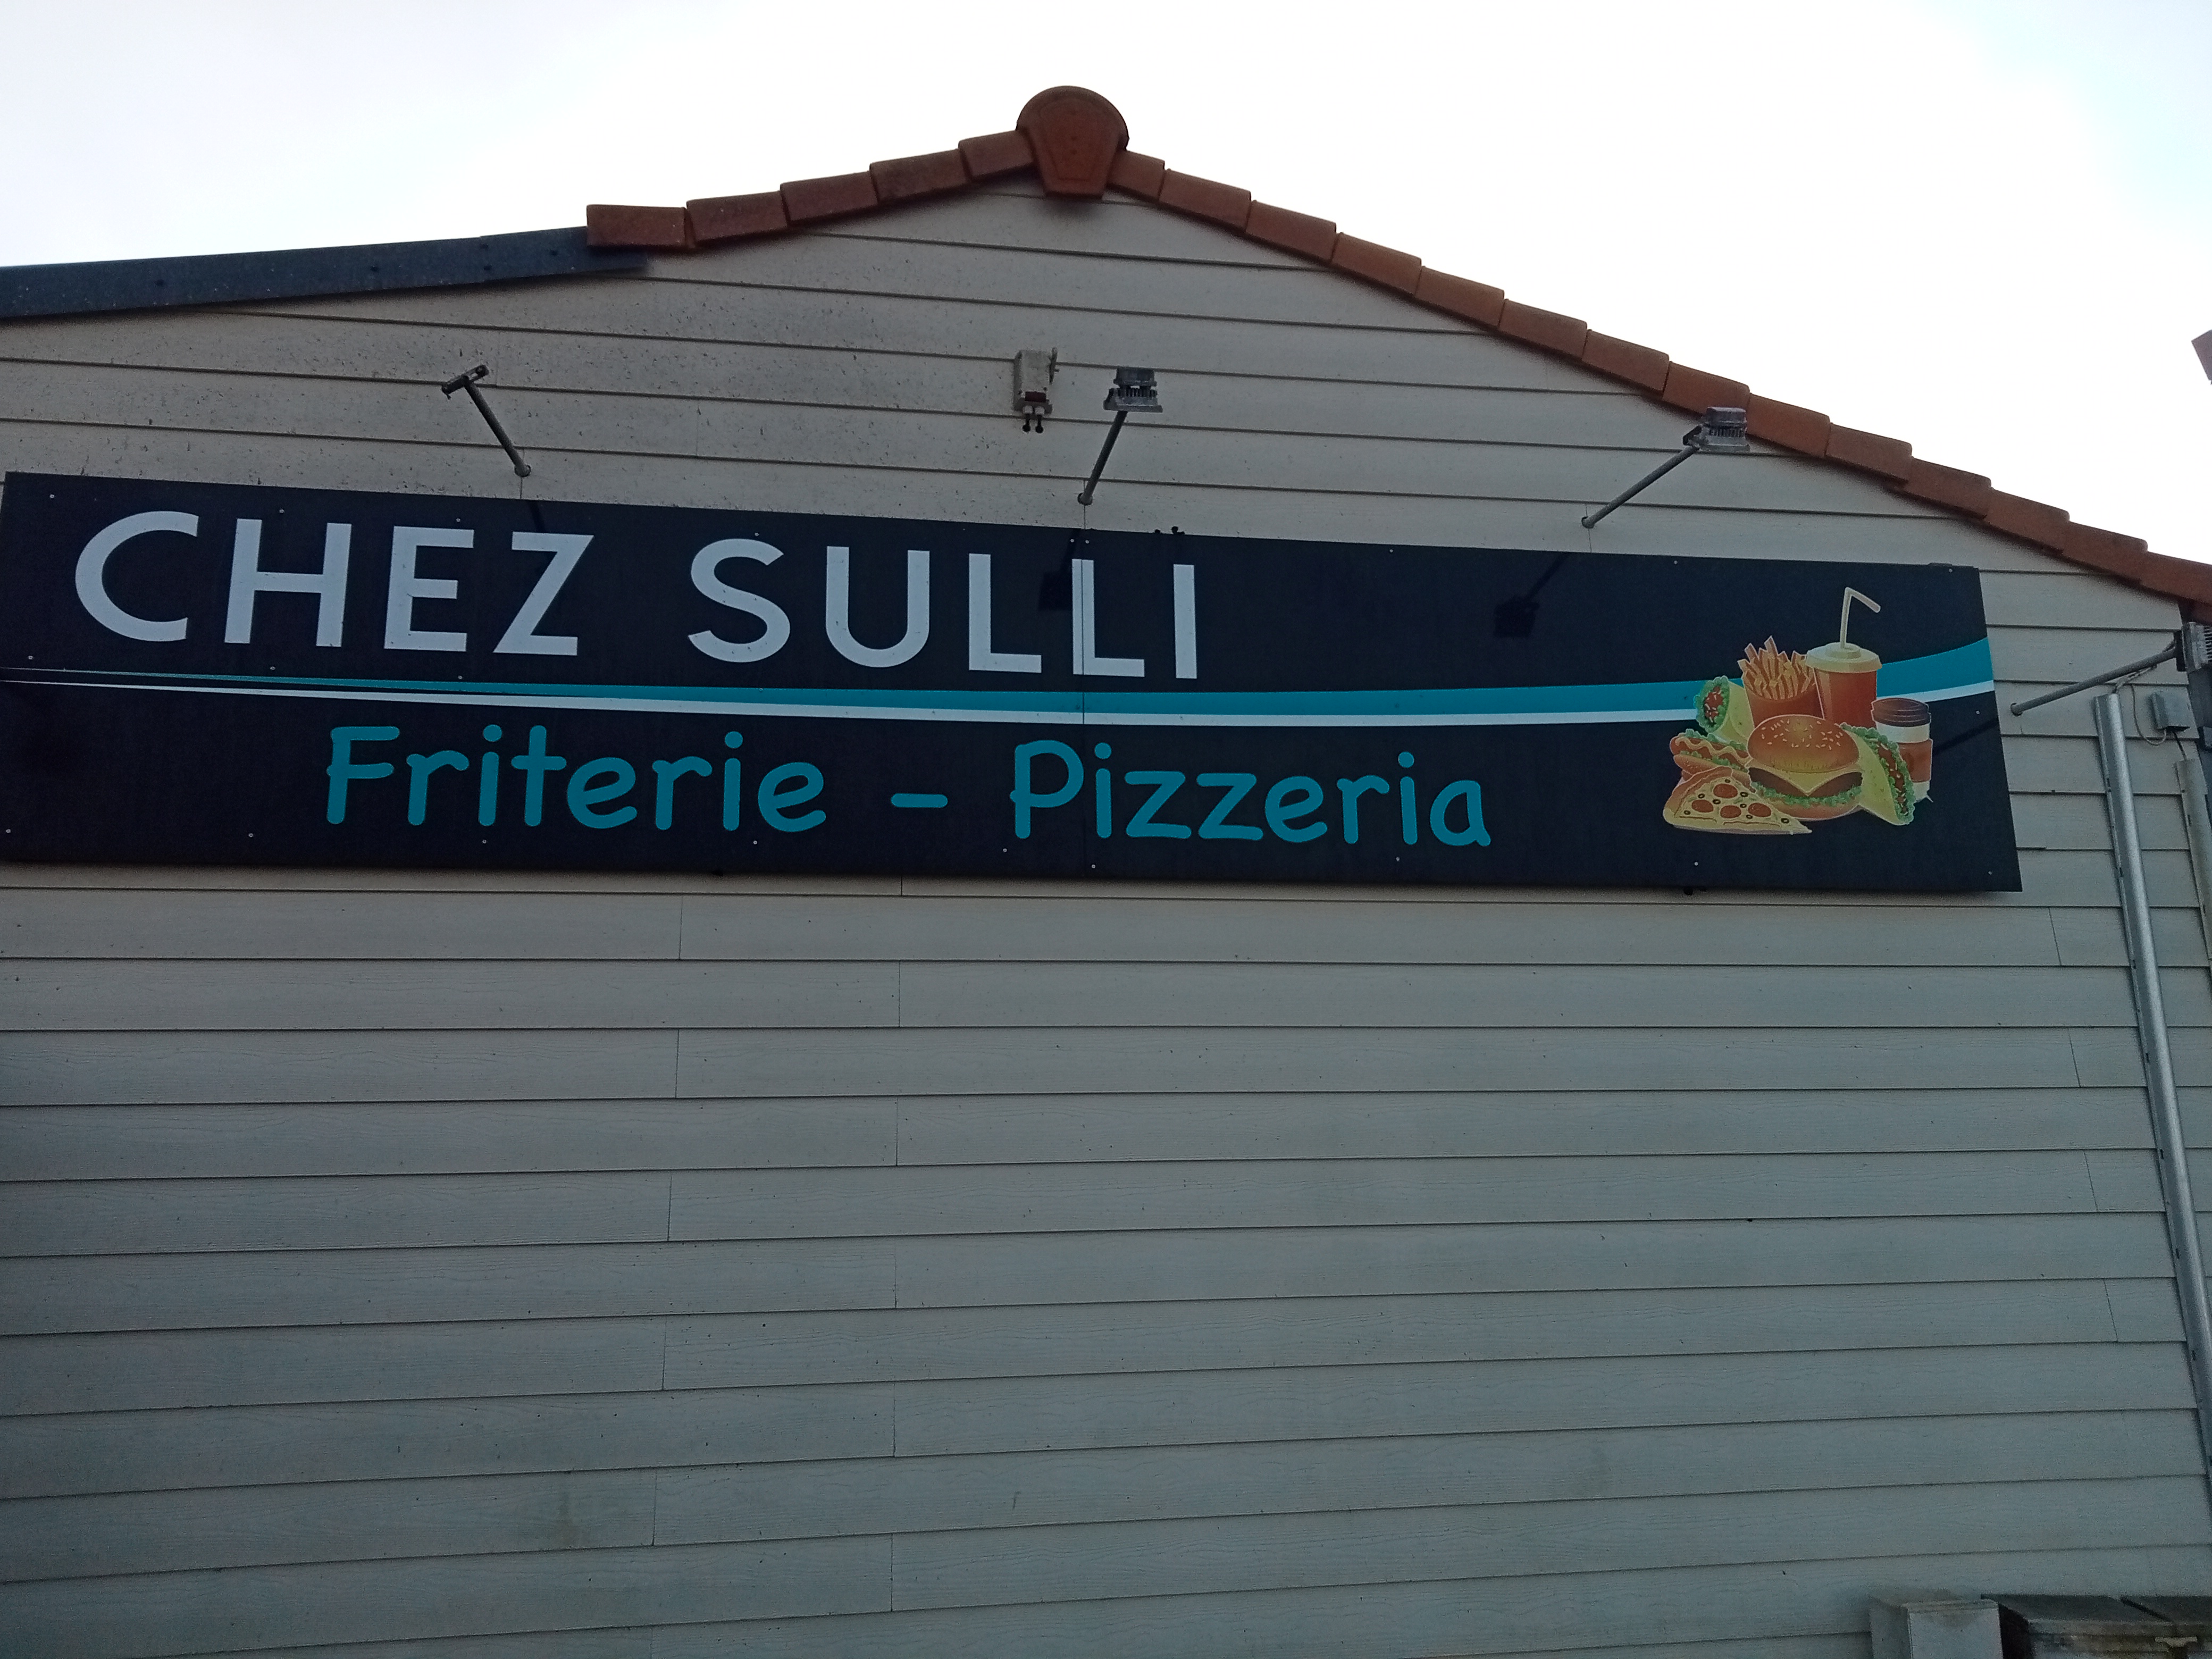 CHEZ SULLI
Friterie - Pizzeria